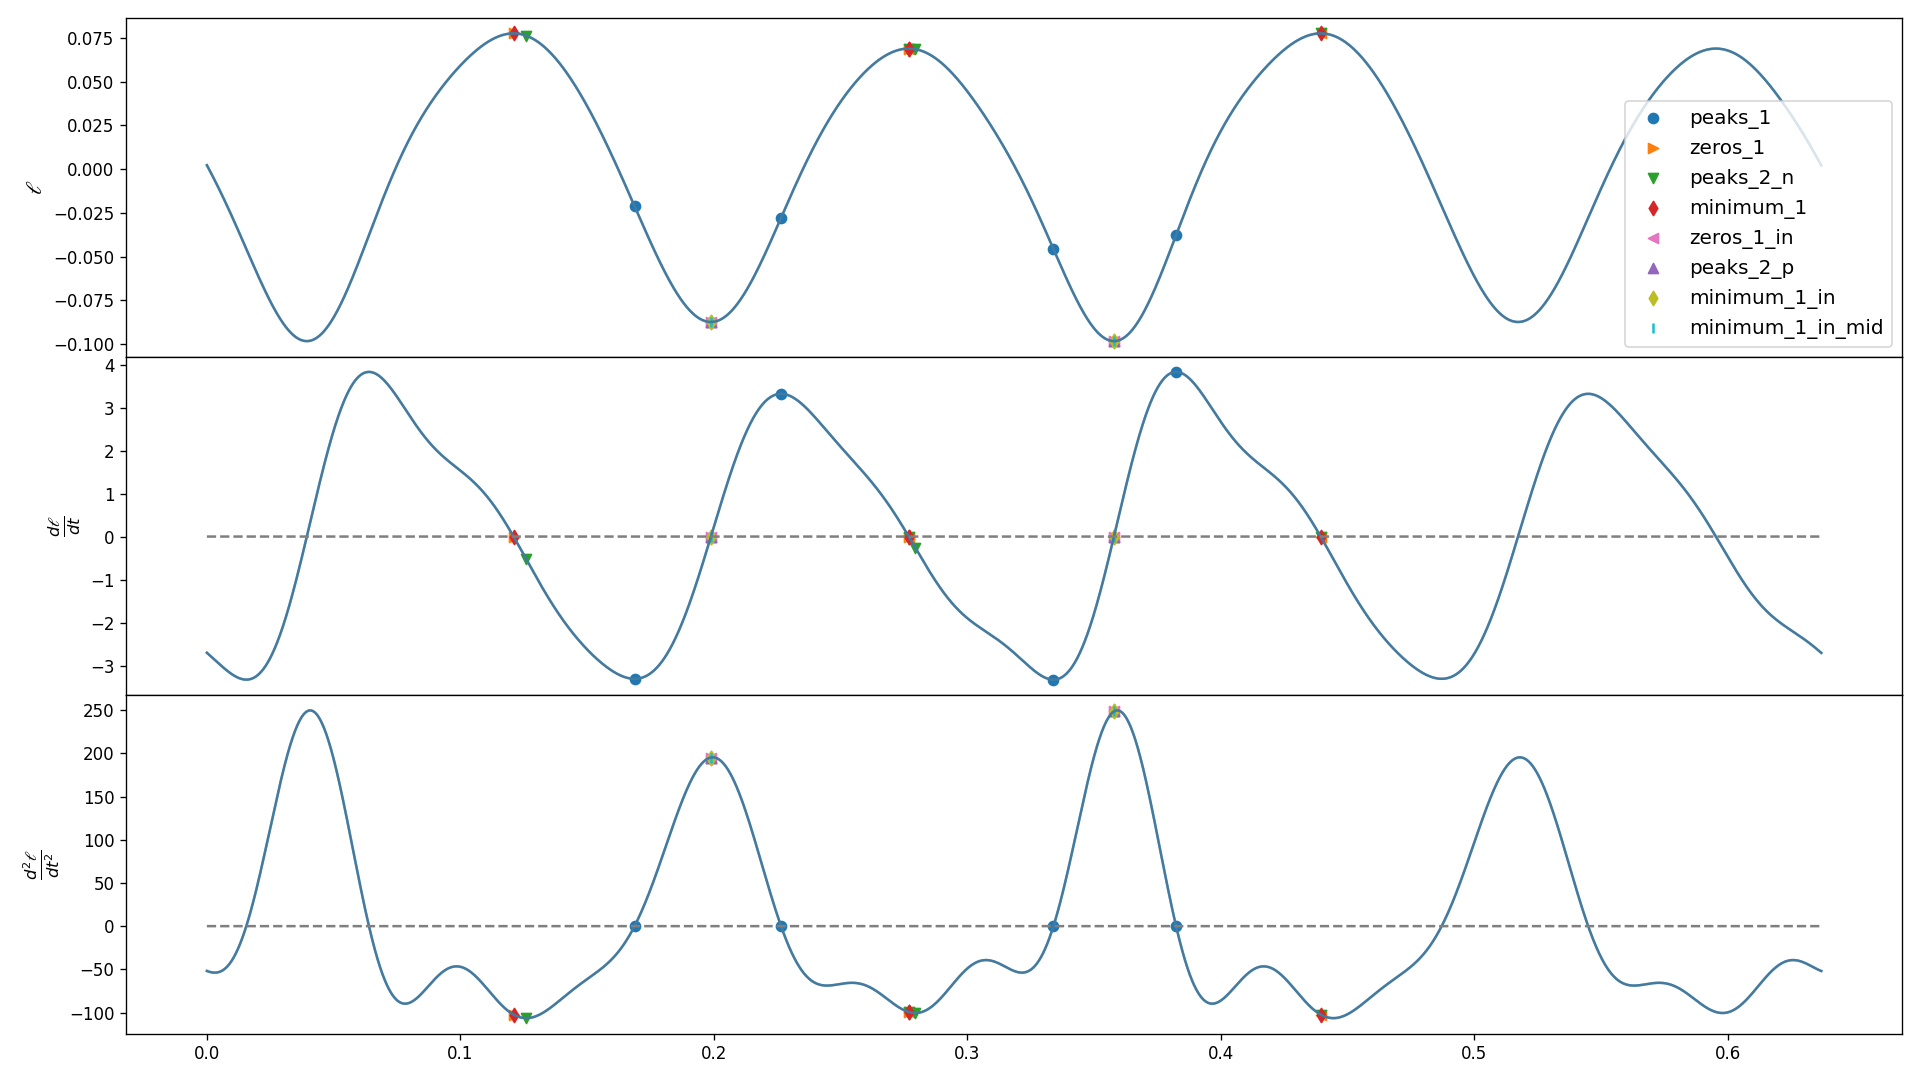 0.075
0.050
0.025
0.000
−0.025
−0.050
−0.075
−0.100
ℓ
peaks_1
zeros_1
peaks_2_n
minimum_1
zeros_1_in
peaks_2_p
minimum_1_in
minimum_1_in_mid
4
3
2
1
0
−1
−2
−3
dℓ
dt
250
200
150
100
50
0
−50
−100
d²ℓ
dt²
0.0 0.1 0.2 0.3 0.4 0.5 0.6